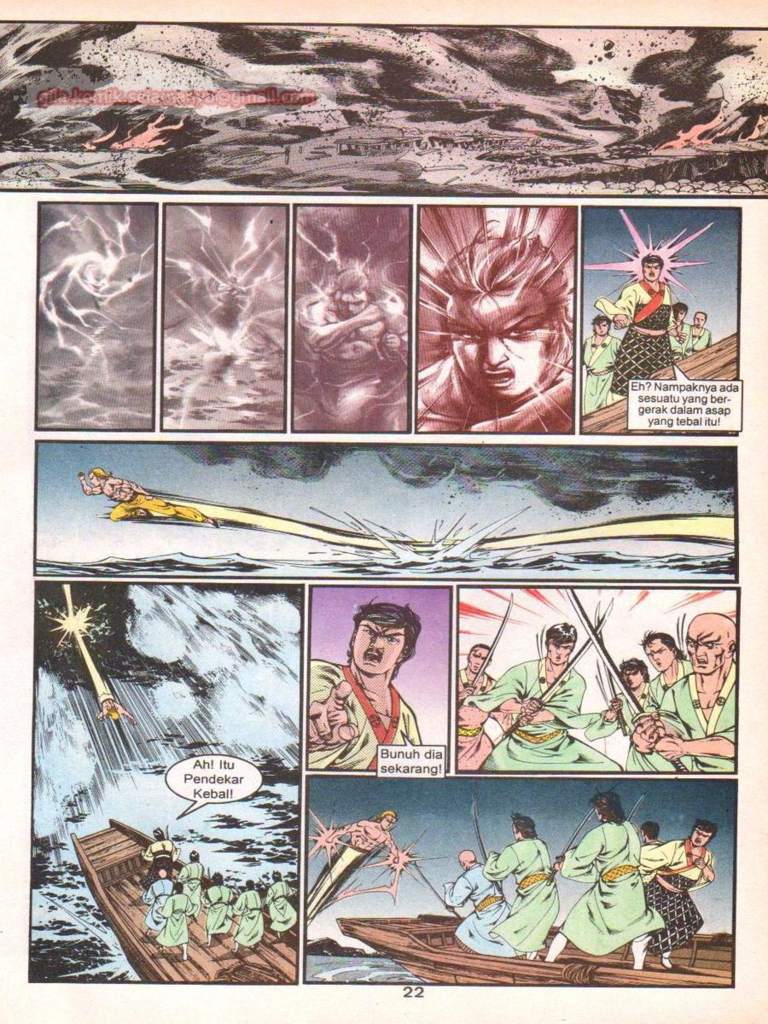 Eh? Nampaknya ada
sesuatu yang ber-
gerak dalam asap
yang tebal itu!
Ah! Itu
Pendekar
Kebal!
Bunuh dia
sekarang!
22